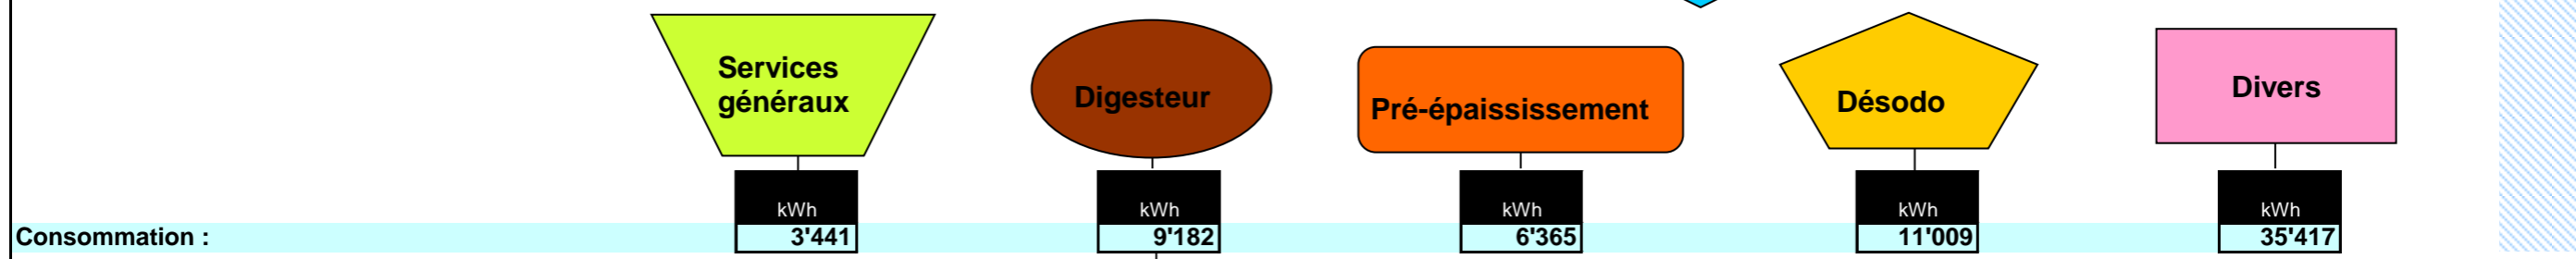 Services
généraux
Digesteur
Pré-épaississement
Désodo
Divers
kWh kWh kWh kWh kWh
Consommation : 3'441 9'182 6'365 11'009 35'417